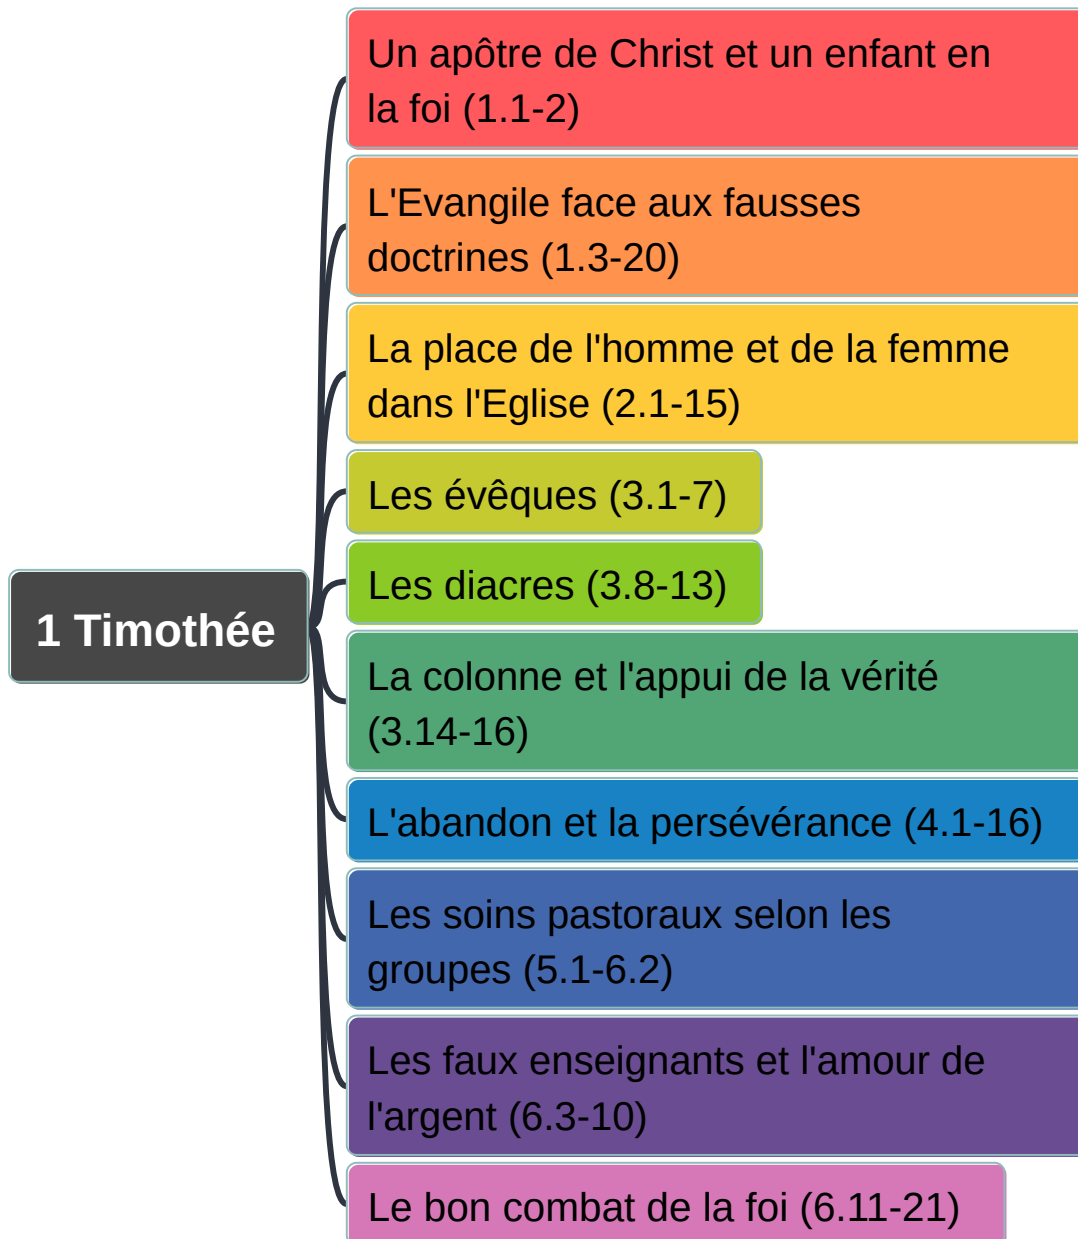 Un apôtre de Christ et un enfant en
la foi (1.1-2)
L'Evangile face aux fausses
doctrines (1.3-20)
La place de l'homme et de la femme
dans l'Eglise (2.1-15)
Les évêques (3.1-7)
Les diacres (3.8-13)
1 Timothée
La colonne et l'appui de la vérité
(3.14-16)
L'abandon et la persévérance (4.1-16)
Les soins pastoraux selon les
groupes (5.1-6.2)
Les faux enseignants et l'amour de
l'argent (6.3-10)
Le bon combat de la foi (6.11-21)